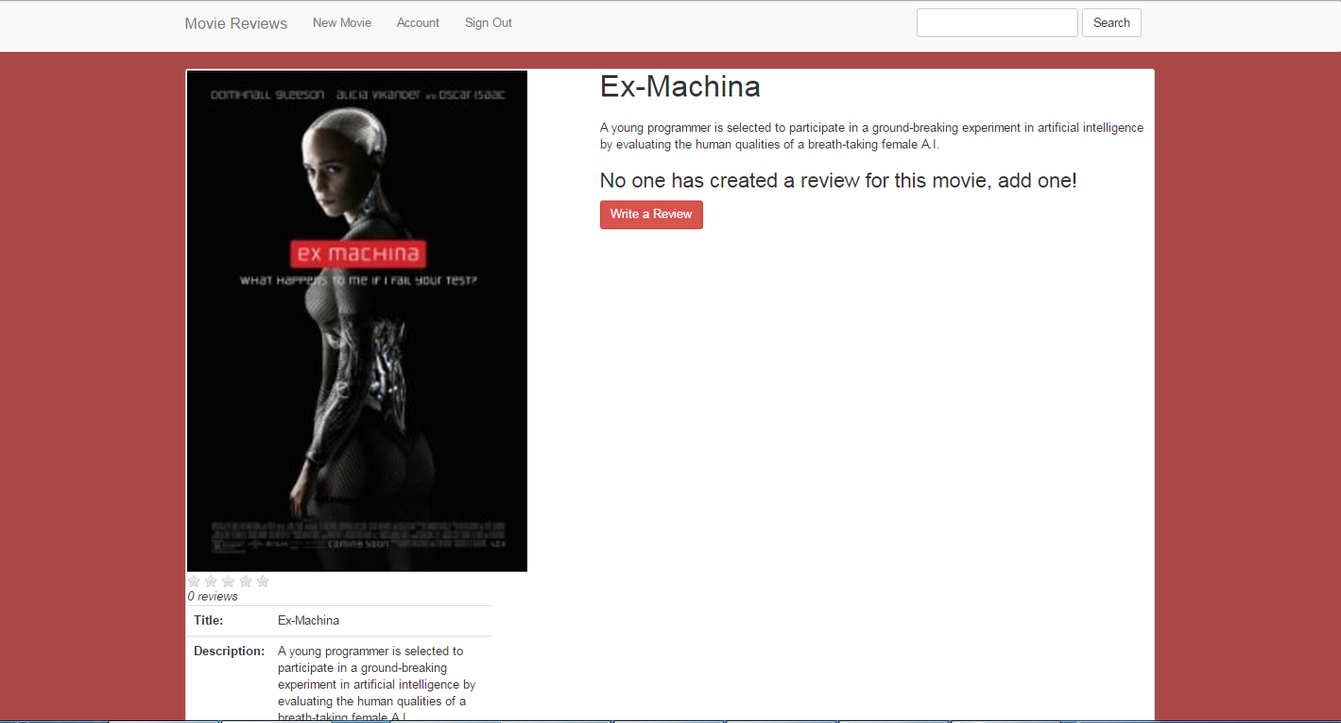 Movie Reviews New Movie Account Sign Out Search
DOMHNALL GLEESON ALICIA VIKANDER AND OSCAR ISAAC
ex machina
WHAT HAPPENS TO ME IF I FAIL YOUR TEST?
COMING SOON
0 reviews
Title: Ex-Machina
Description: A young programmer is selected to
participate in a ground-breaking
experiment in artificial intelligence by
evaluating the human qualities of a
breath-taking female A.I.
Ex-Machina
A young programmer is selected to participate in a ground-breaking experiment in artificial intelligence
by evaluating the human qualities of a breath-taking female A.I.
No one has created a review for this movie, add one!
Write a Review